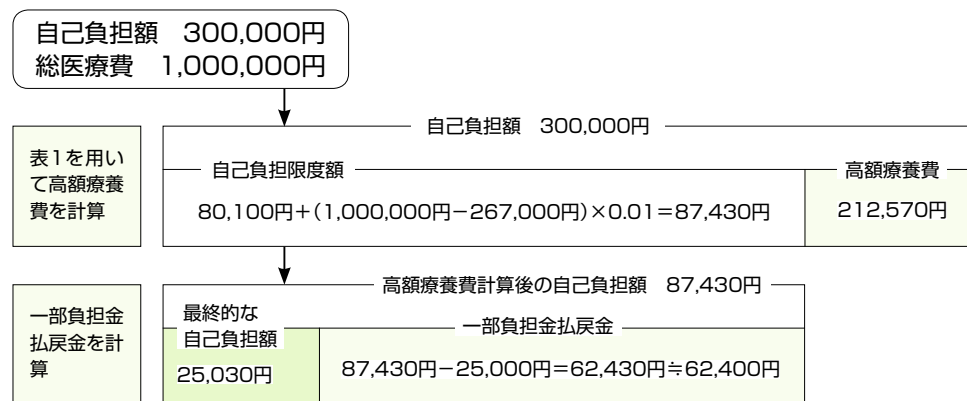 自己負担額　300,000円
総医療費　1,000,000円
自己負担額　300,000円
表1を用い
て高額療養
費を計算
自己負担限度額
高額療養費
80,100円＋(1,000,000円－267,000円)×0.01＝87,430円
212,570円
高額療養費計算後の自己負担額　87,430円
一部負担金
払戻金を計
算
最終的な
自己負担額
一部負担金払戻金
25,030円
87,430円－25,000円＝62,430円≒62,400円